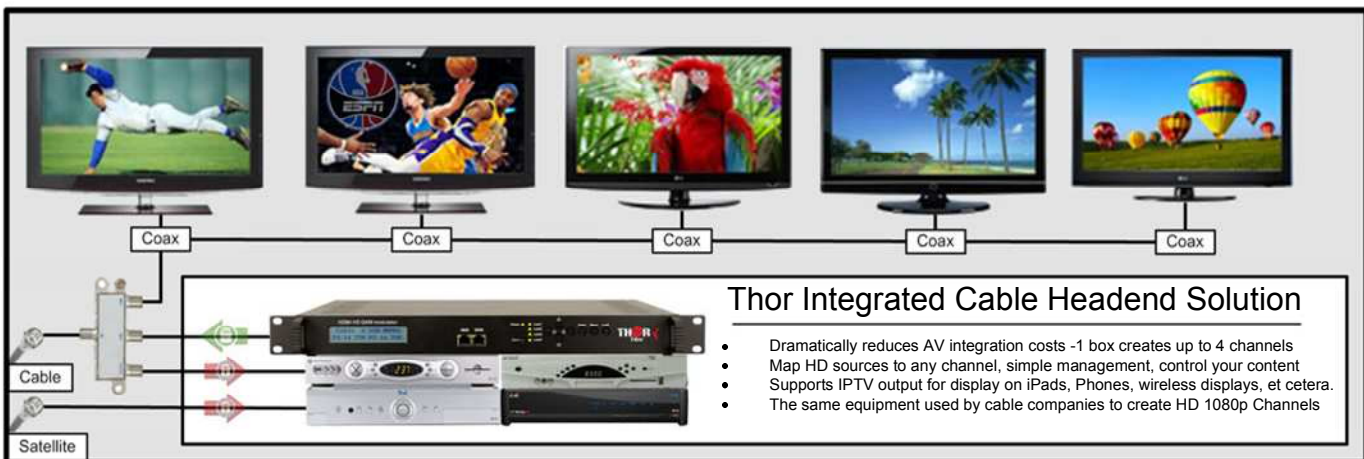 ESPN
Coax
Coax
Coax
Coax
Coax
Thor Integrated Cable Headend Solution
THOR
Dramatically reduces AV integration costs -1 box creates up to 4 channels
Map HD sources to any channel, simple management, control your content
Supports IPTV output for display on iPads, Phones, wireless displays, et cetera.
The same equipment used by cable companies to create HD 1080p Channels
Cable
Satellite